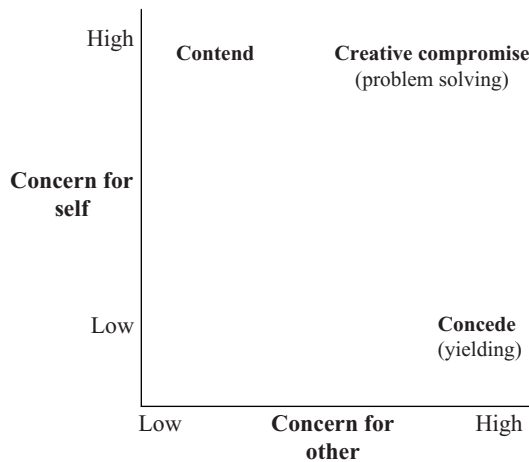 High
Contend
Creative compromise
(problem solving)
Concern for
self
Low
Concede
(yielding)
Low
Concern for
other
High